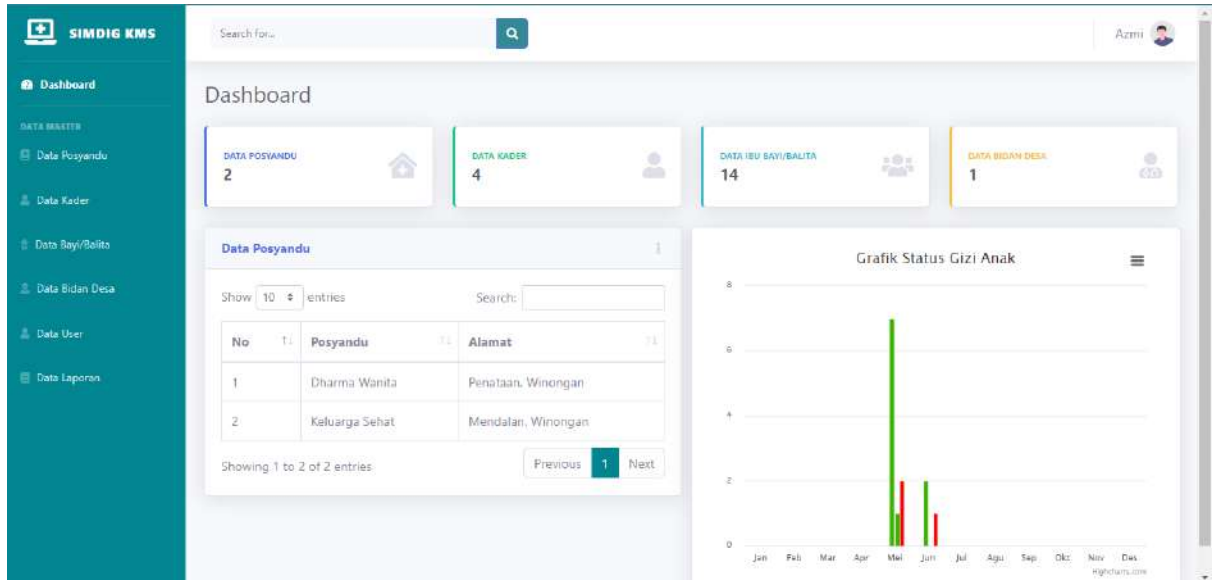 SIMDIG KMS
Search for...
Azmi
Dashboard
DATA MASTER
Data Posyandu
Data Kader
Data Bayi/Balita
Data Bidan Desa
Data User
Data Laporan
Dashboard
DATA POSYANDU
2
DATA KADER
4
DATA IBU BAYI/BALITA
14
DATA BIDAN DESA
1
Data Posyandu
Show 10 entries
Search:
No Posyandu Alamat
1 Dharma Wanita Penataan, Winongan
2 Keluarga Sehat Mendalan, Winongan
Showing 1 to 2 of 2 entries
Previous 1 Next
Grafik Status Gizi Anak
8
6
4
2
0
Jan Feb Mar Apr Mei Jun Jul Agu Sep Okt Nov Des
Highcharts.com